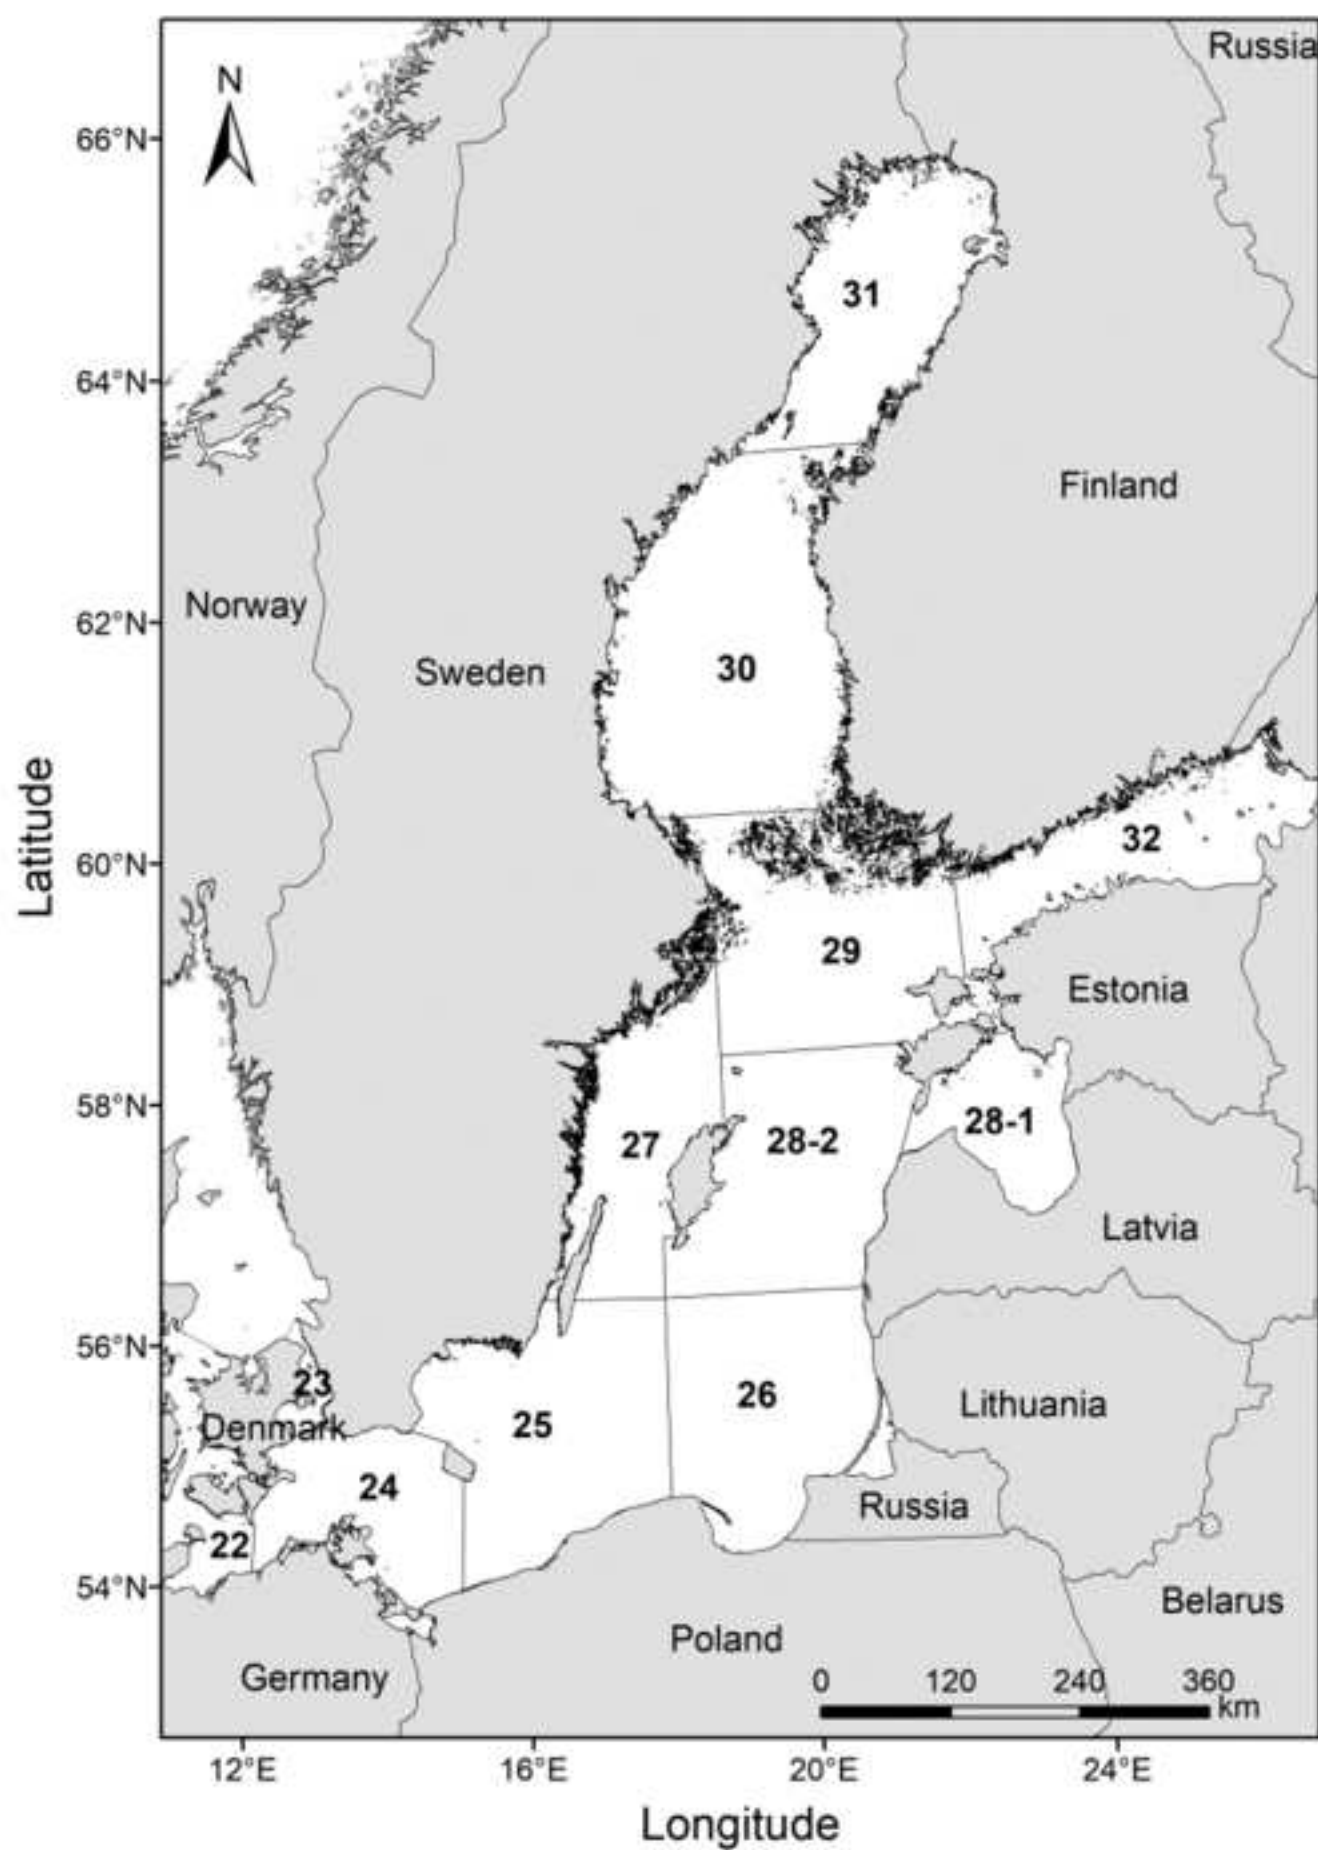 Russia
N
66°N
31
64°N
Finland
Norway
62°N
Sweden
30
Latitude
32
60°N
29
Estonia
58°N
27
28-2
28-1
Latvia
56°N
23
26
Lithuania
Denmark
25
24
Russia
22
54°N
Belarus
Poland
Germany
0 120 240 360
km
12°E 16°E 20°E 24°E
Longitude